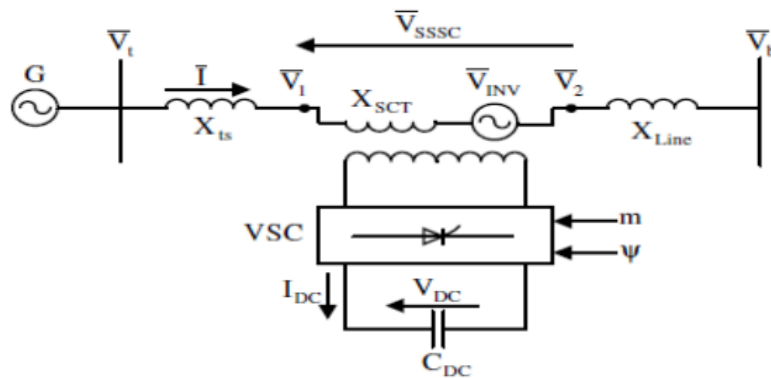 V̅SSSC
V̅t
V̅b
G
I̅
V̅1
XSCT
V̅INV
V̅2
Xts
XLine
VSC
m
ψ
IDC
VDC
CDC